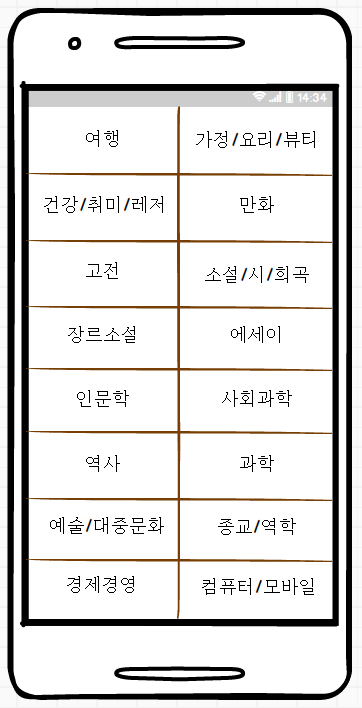 14:34
여행
가정/요리/뷰티
건강/취미/레저
만화
고전
소설/시/희곡
장르소설
에세이
인문학
사회과학
역사
과학
예술/대중문화
종교/역학
경제경영
컴퓨터/모바일